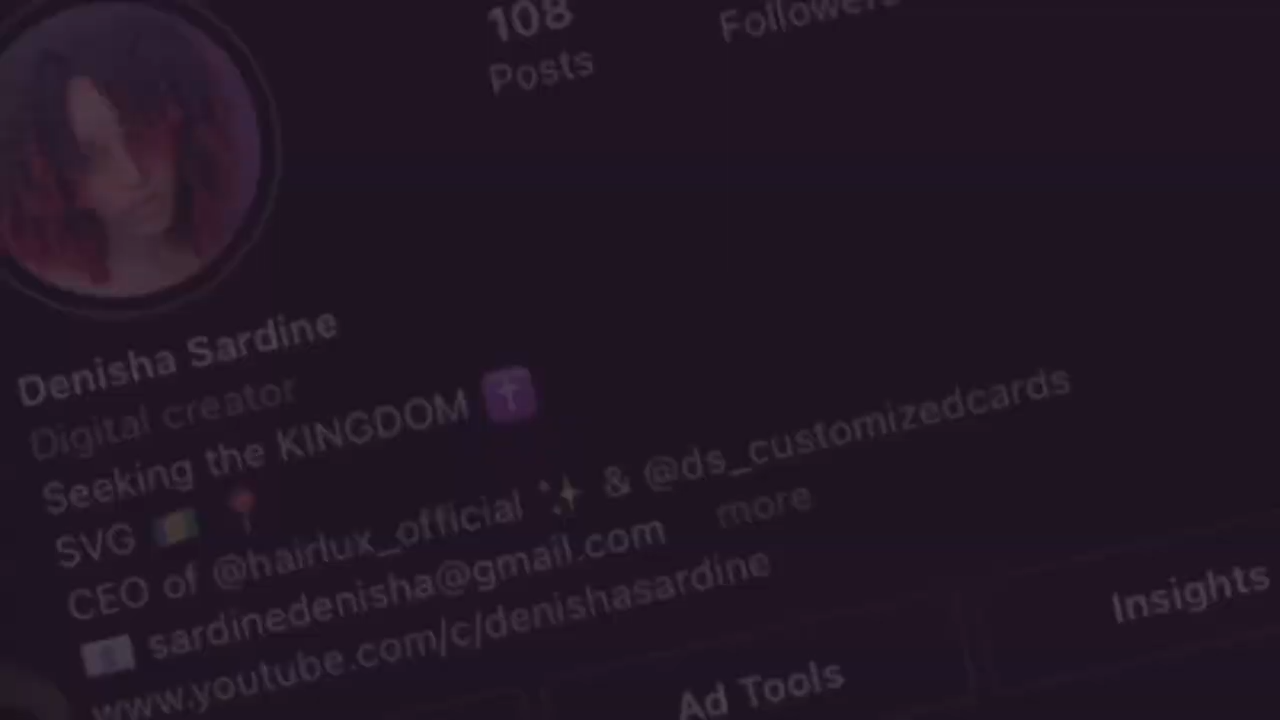 108
Posts
Followers
Denisha Sardine
Digital creator
Seeking the KINGDOM ✝️
SVG 🇻🇨 📍
CEO of @hairlux_official ✨ & @ds_customizedcards
📧 sardinedenisha@gmail.com more
www.youtube.com/c/denishasardine
Ad Tools
Insights